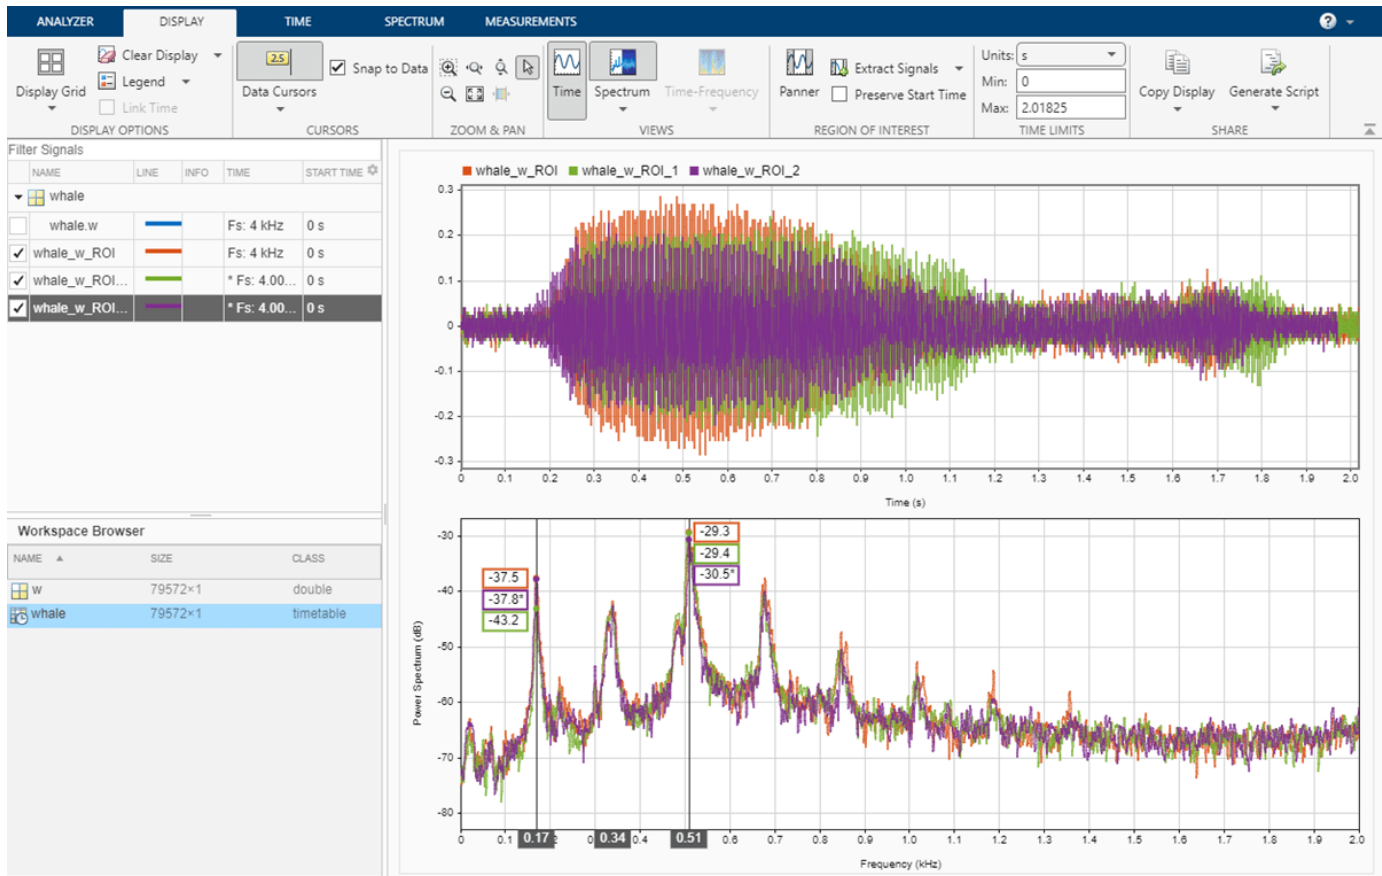 ANALYZER DISPLAY TIME SPECTRUM MEASUREMENTS ?
Display Grid
Clear Display
Legend
Link Time
DISPLAY OPTIONS
2.5
Data Cursors
Snap to Data
CURSORS
ZOOM & PAN
Time
Spectrum
Time-Frequency
VIEWS
Panner
Extract Signals
Preserve Start Time
REGION OF INTEREST
Units: s
Min: 0
Max: 2.01825
TIME LIMITS
Copy Display
Generate Script
SHARE
Filter Signals
NAME LINE INFO TIME START TIME
whale
whale.w Fs: 4 kHz 0 s
whale_w_ROI Fs: 4 kHz 0 s
whale_w_ROI... * Fs: 4.00... 0 s
whale_w_ROI... * Fs: 4.00... 0 s
Workspace Browser
NAME SIZE CLASS
w 79572×1 double
whale 79572×1 timetable
whale_w_ROI whale_w_ROI_1 whale_w_ROI_2
0.3
0.2
0.1
0
-0.1
-0.2
-0.3
0 0.1 0.2 0.3 0.4 0.5 0.6 0.7 0.8 0.9 1.0 1.1 1.2 1.3 1.4 1.5 1.6 1.7 1.8 1.9 2.0
Time (s)
-29.3
-29.4
-30.5*
-37.5
-37.8*
-43.2
Power Spectrum (dB)
-30
-40
-50
-60
-70
-80
0 0.1 0.17 0.34 0.4 0.51 0.6 0.7 0.8 0.9 1.0 1.1 1.2 1.3 1.4 1.5 1.6 1.7 1.8 1.9 2.0
Frequency (kHz)